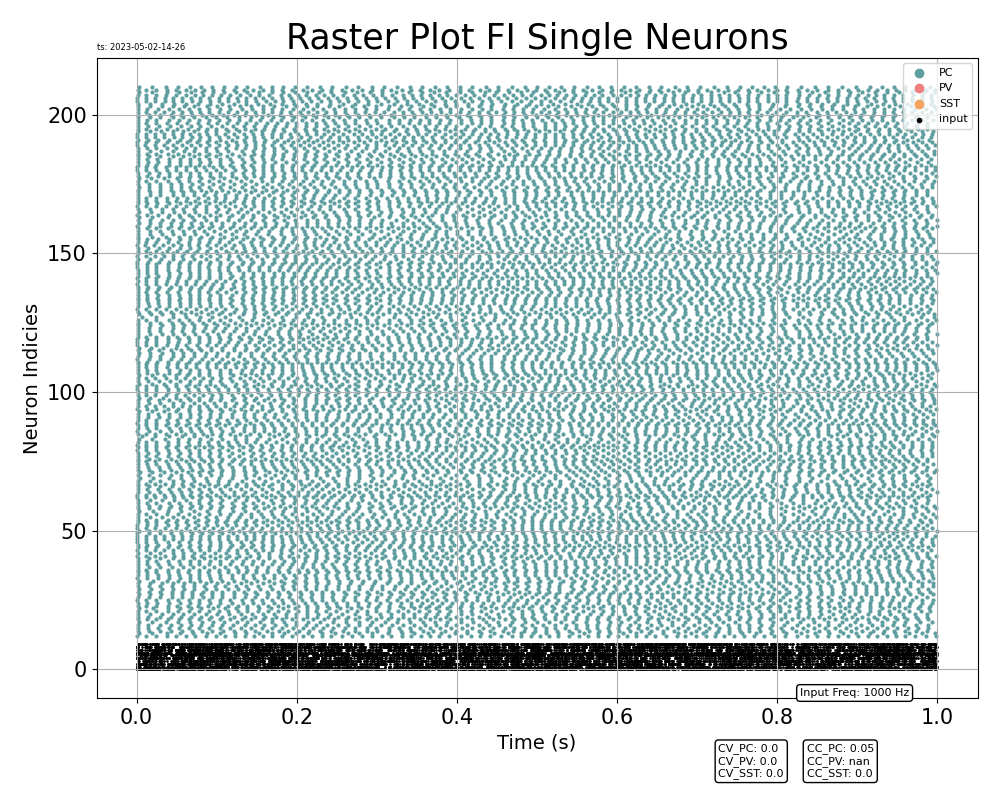 Raster Plot FI Single Neurons
ts: 2023-05-02-14-26
PC
PV
SST
input
200
150
100
50
0
Neuron Indicies
0.0 0.2 0.4 0.6 0.8 1.0
Input Freq: 1000 Hz
Time (s)
CV_PC: 0.0
CV_PV: 0.0
CV_SST: 0.0
CC_PC: 0.05
CC_PV: nan
CC_SST: 0.0